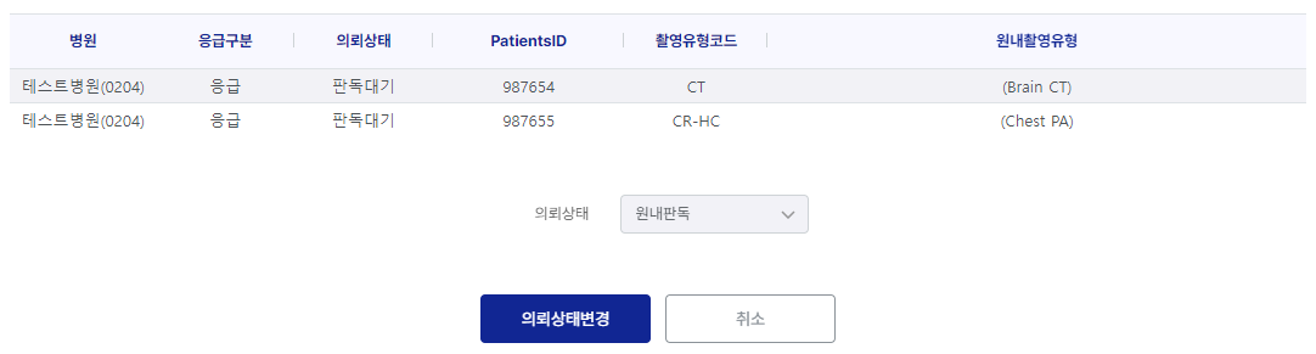 병원 응급구분 의뢰상태 PatientsID 촬영유형코드 원내촬영유형
테스트병원(0204) 응급 판독대기 987654 CT (Brain CT)
테스트병원(0204) 응급 판독대기 987655 CR-HC (Chest PA)
의뢰상태 원내판독
의뢰상태변경 취소